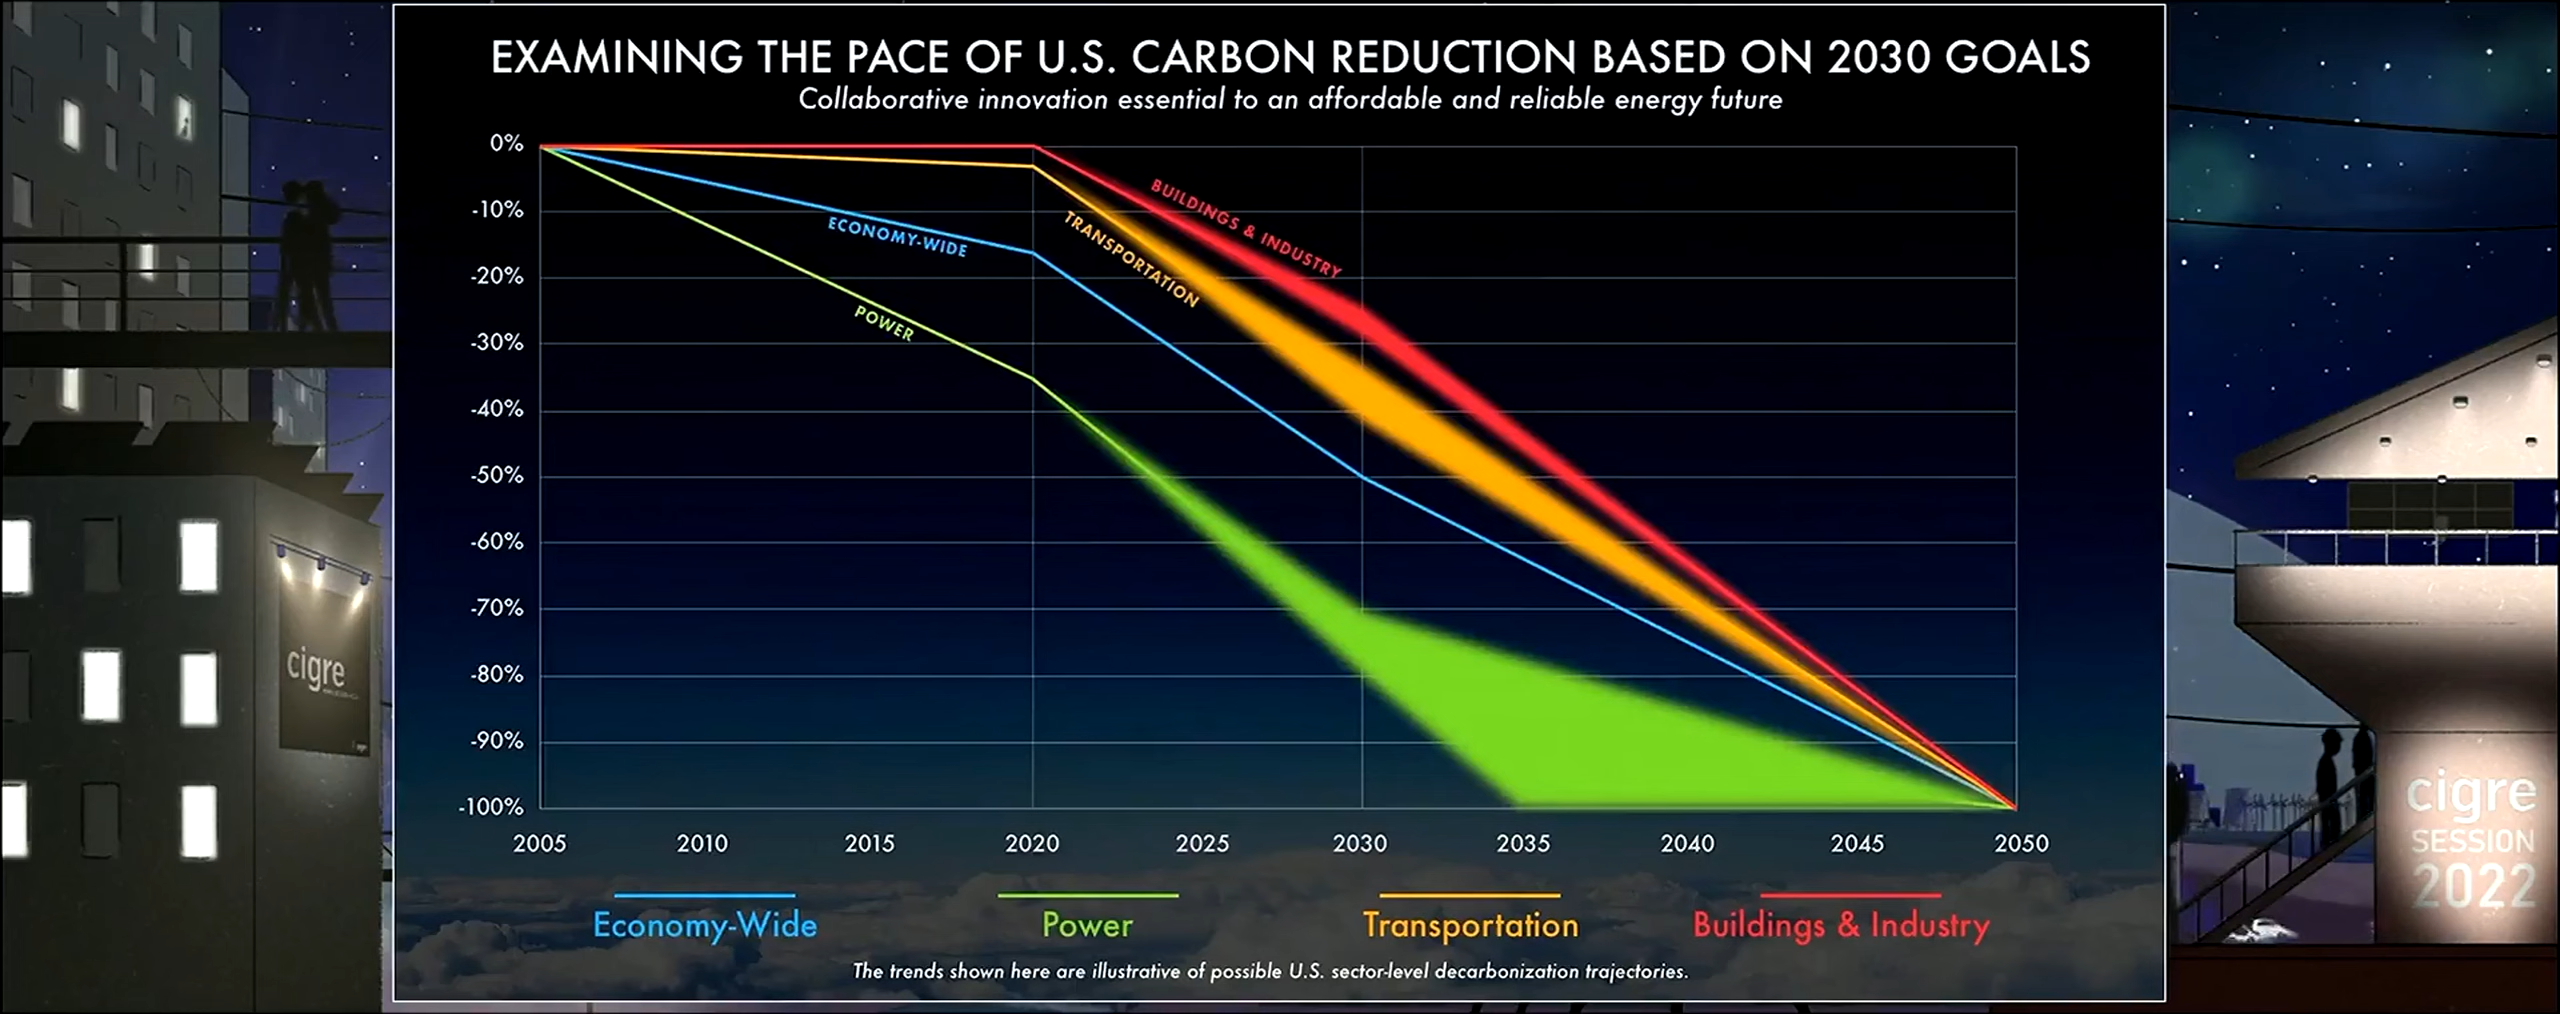 EXAMINING THE PACE OF U.S. CARBON REDUCTION BASED ON 2030 GOALS
Collaborative innovation essential to an affordable and reliable energy future
0%
-10%
-20%
-30%
-40%
-50%
-60%
-70%
-80%
-90%
-100%
BUILDINGS & INDUSTRY
TRANSPORTATION
ECONOMY-WIDE
POWER
2005 2010 2015 2020 2025 2030 2035 2040 2045 2050
Economy-Wide Power Transportation Buildings & Industry
The trends shown here are illustrative of possible U.S. sector-level decarbonization trajectories.
cigre
cigre
SESSION
2022